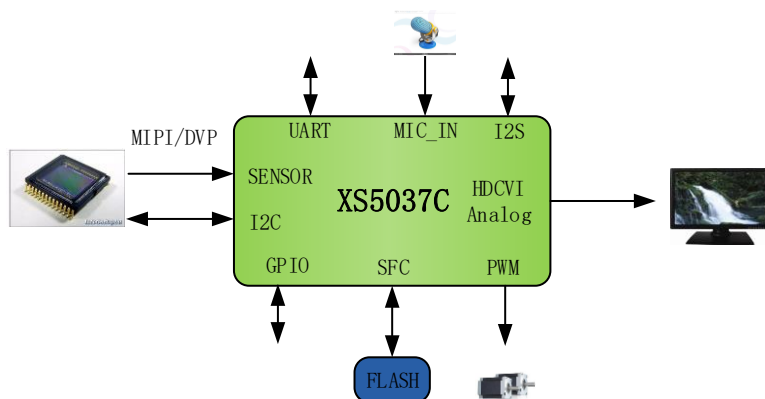 MIPI/DVP
UART
MIC_IN
I2S
SENSOR
XS5037C
HDCVI
Analog
I2C
GPIO
SFC
PWM
FLASH